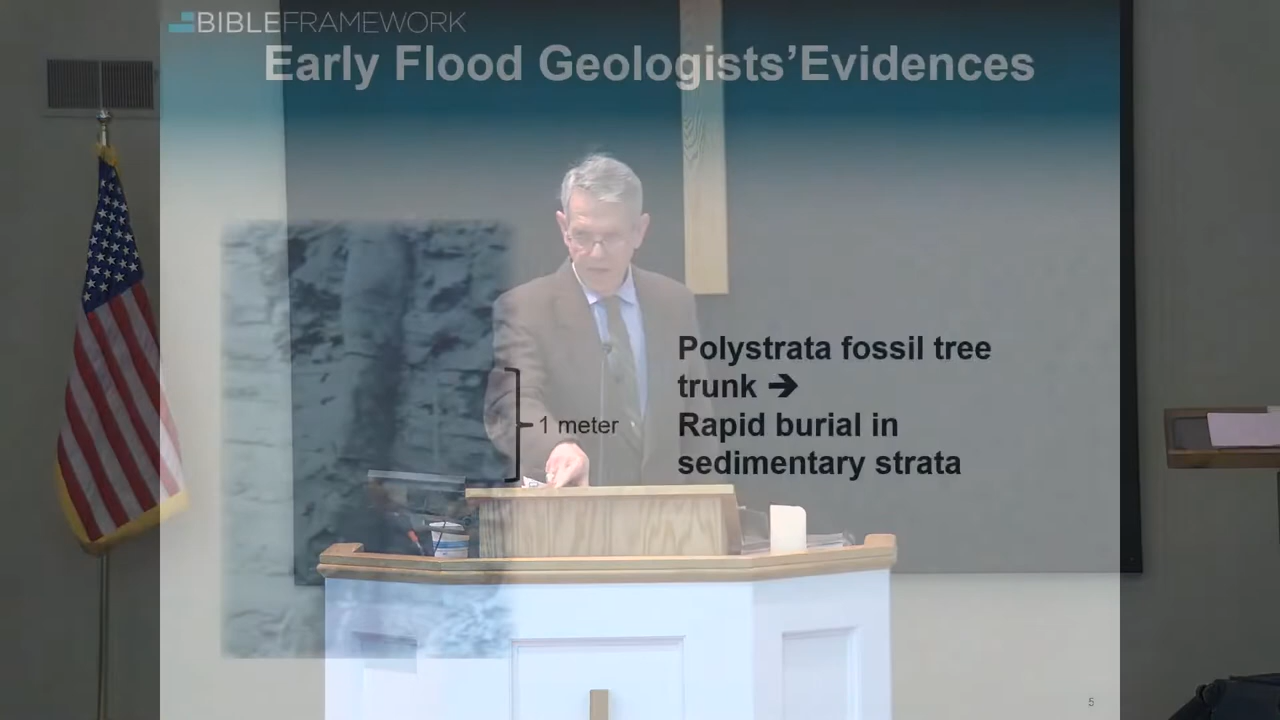 BIBLEFRAMEWORK
Early Flood Geologists’Evidences
Polystrata fossil tree
trunk ➔
1 meter
Rapid burial in
sedimentary strata
5